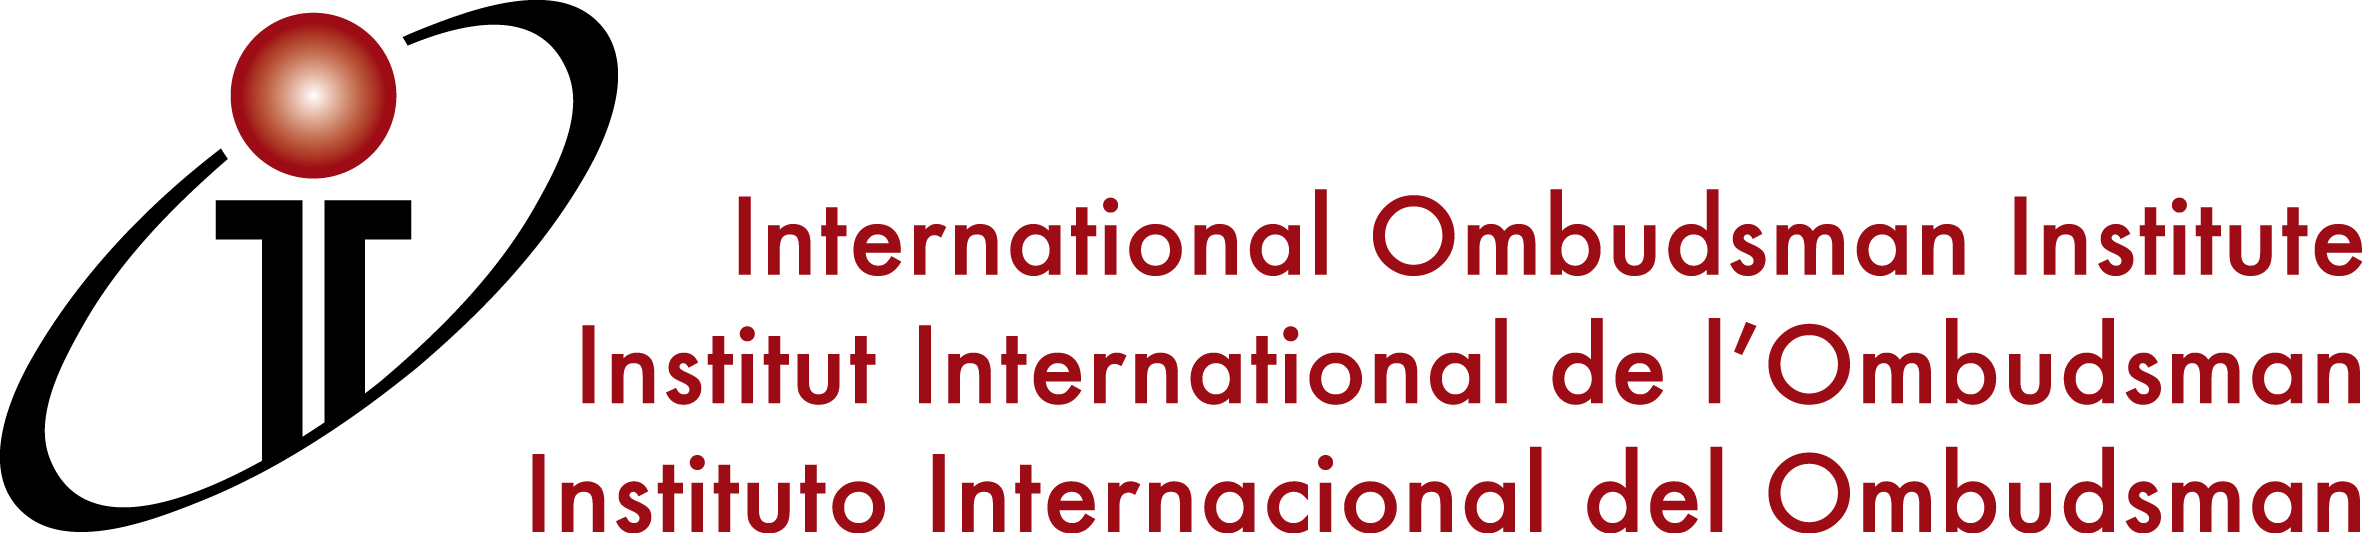 International Ombudsman Institute
Institut International de l’Ombudsman
Instituto Internacional del Ombudsman